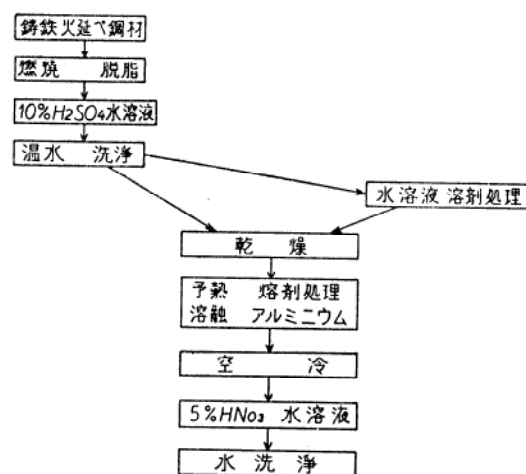 鋳鉄火延べ鋼材
燃焼 脱脂
10%H2SO4水溶液
温水 洗浄
水溶液 溶剤処理
乾 燥
予熱 熔剤処理
溶融 アルミニウム
空 冷
5%HNO3 水溶液
水 洗 浄